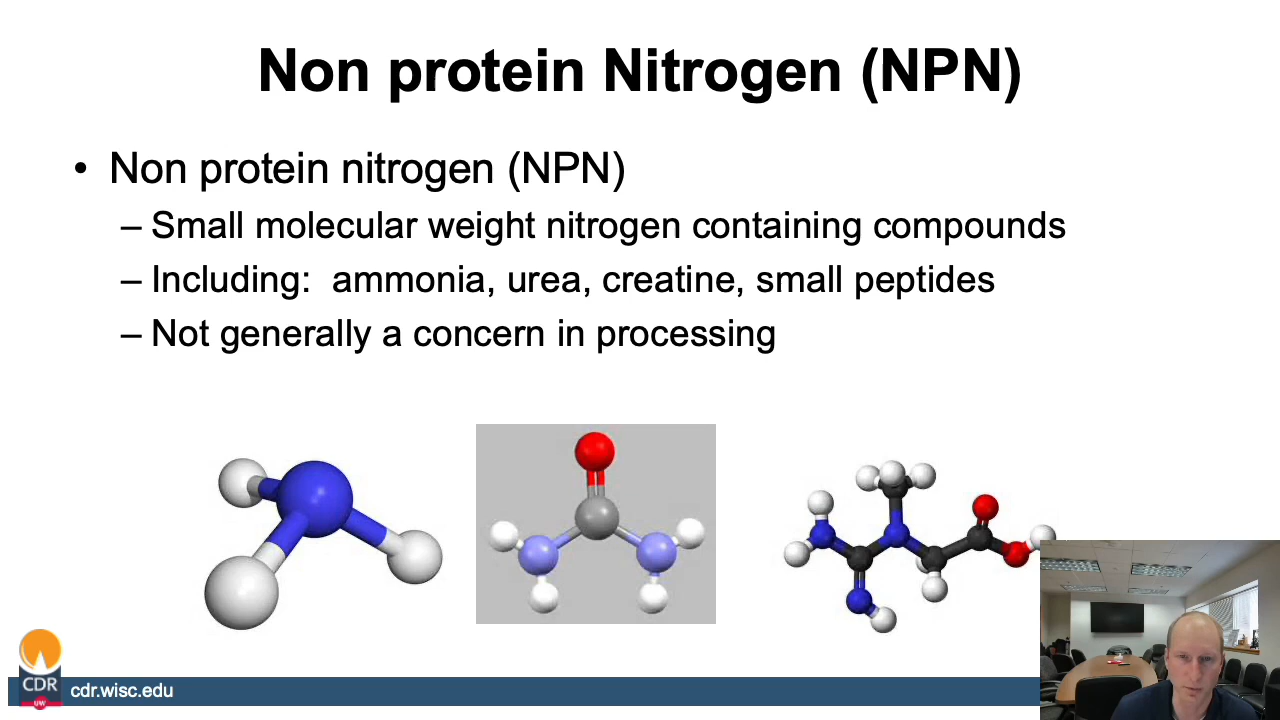 Non protein Nitrogen (NPN)
• Non protein nitrogen (NPN)
– Small molecular weight nitrogen containing compounds
– Including:  ammonia, urea, creatine, small peptides
– Not generally a concern in processing
CDR
UW
cdr.wisc.edu